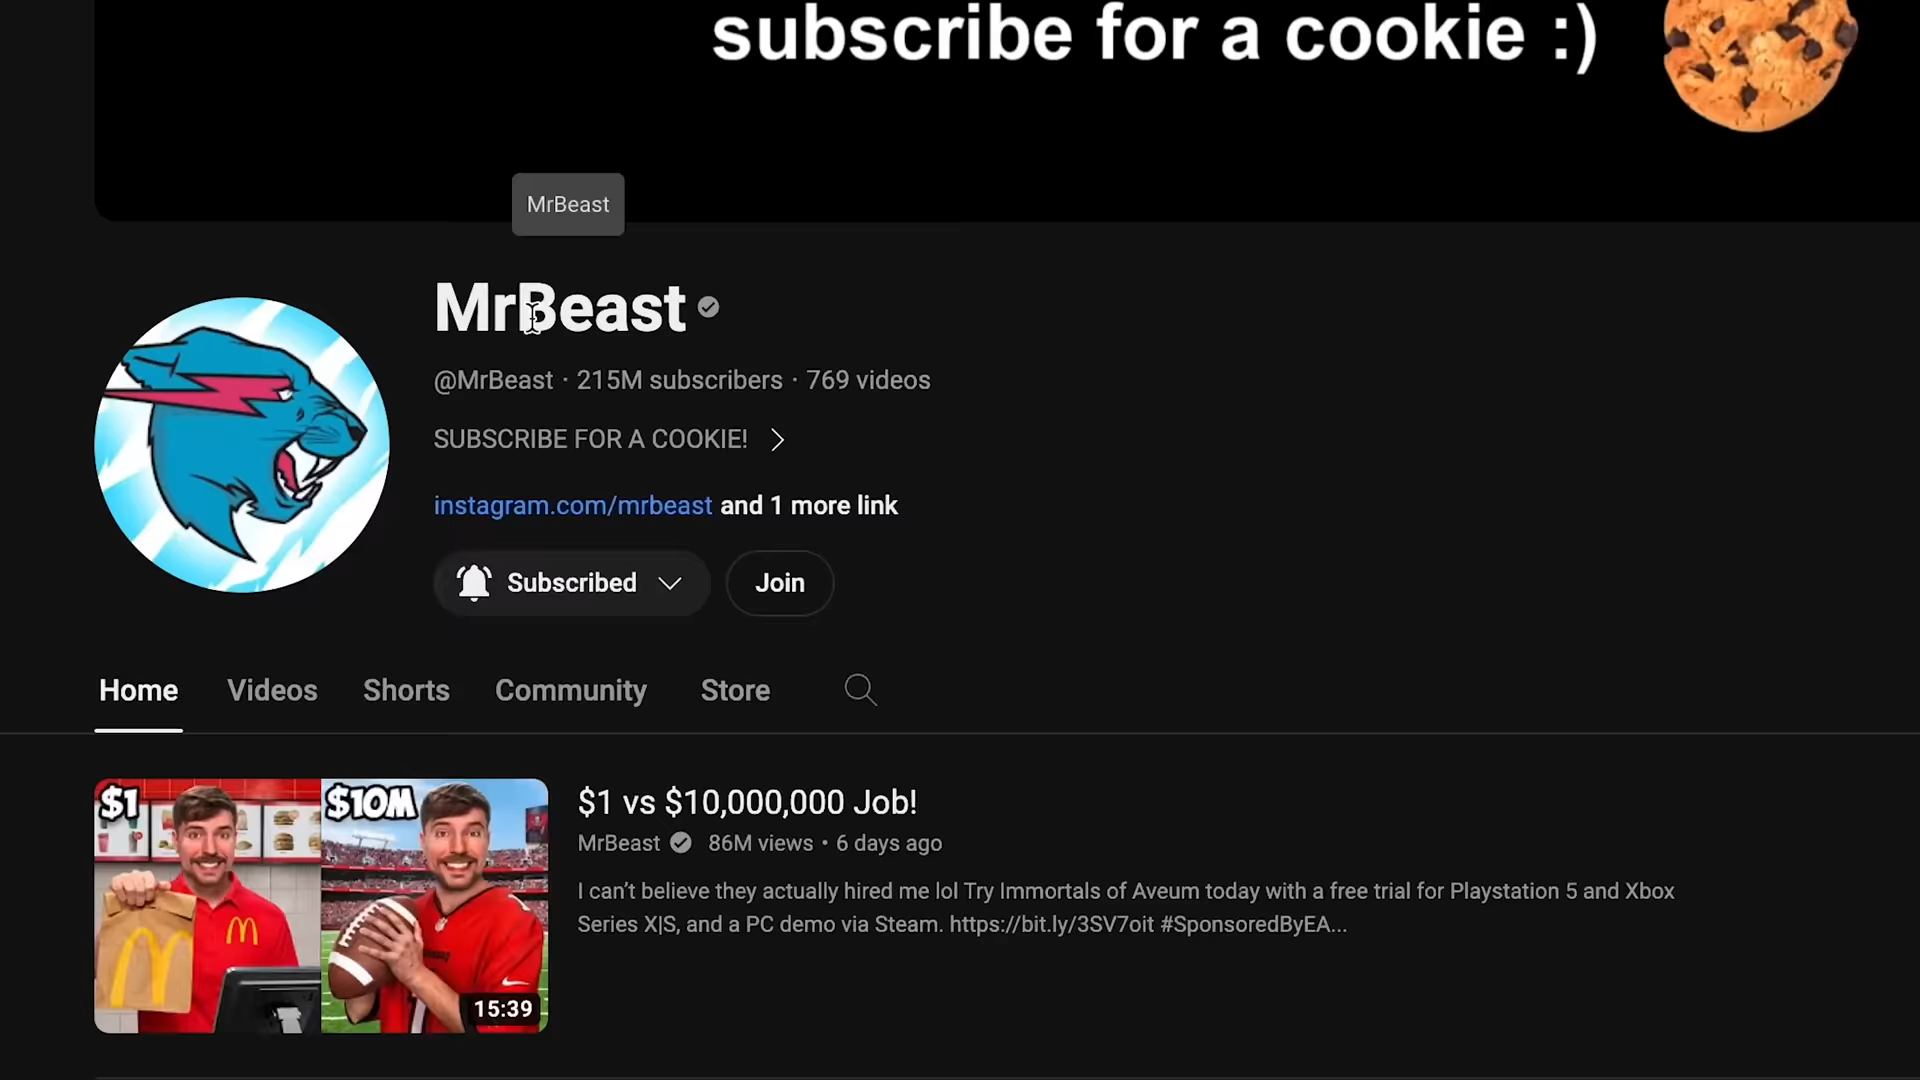 subscribe for a cookie :)
MrBeast
MrBeast
@MrBeast · 215M subscribers · 769 videos
SUBSCRIBE FOR A COOKIE!
instagram.com/mrbeast and 1 more link
Subscribed
Join
Home Videos Shorts Community Store
$1
$10M
15:39
$1 vs $10,000,000 Job!
MrBeast 86M views • 6 days ago
I can’t believe they actually hired me lol Try Immortals of Aveum today with a free trial for Playstation 5 and Xbox
Series X|S, and a PC demo via Steam. https://bit.ly/3SV7oit #SponsoredByEA...